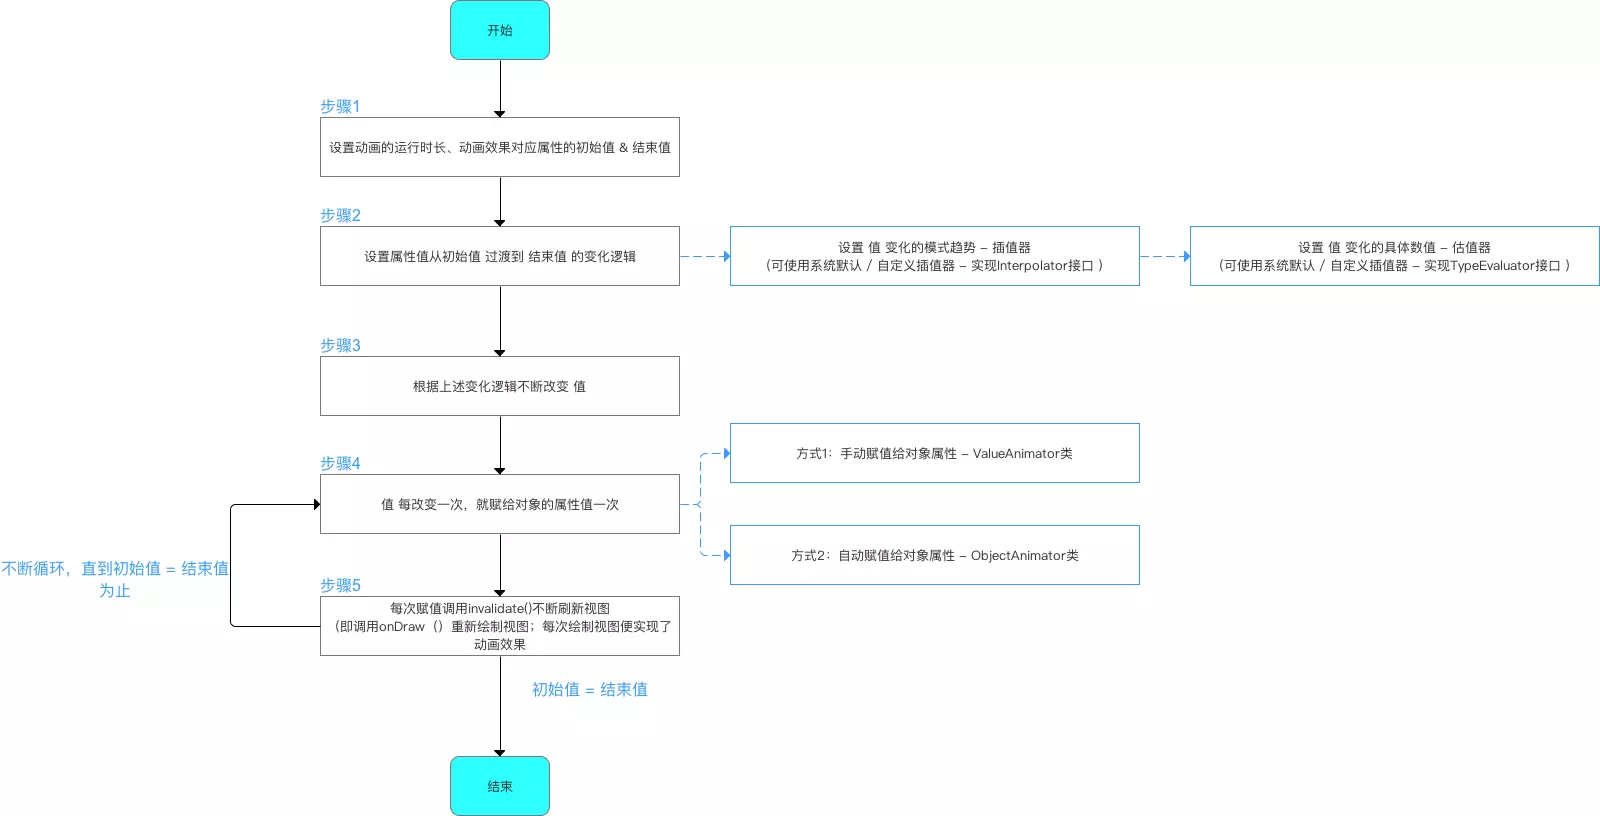 开始
步骤1
设置动画的运行时长、动画效果对应属性的初始值 & 结束值
步骤2
设置属性值从初始值 过渡到 结束值 的变化逻辑
设置 值 变化的模式趋势 – 插值器
（可使用系统默认 / 自定义插值器 – 实现Interpolator接口 ）
设置 值 变化的具体数值 – 估值器
（可使用系统默认 / 自定义插值器 – 实现TypeEvaluator接口 ）
步骤3
根据上述变化逻辑不断改变 值
步骤4
值 每改变一次，就赋给对象的属性值一次
方式1：手动赋值给对象属性 – ValueAnimator类
方式2：自动赋值给对象属性 – ObjectAnimator类
不断循环，直到初始值 = 结束值
为止
步骤5
每次赋值调用invalidate()不断刷新视图
（即调用onDraw（）重新绘制视图；每次绘制视图便实现了
动画效果
初始值 = 结束值
结束